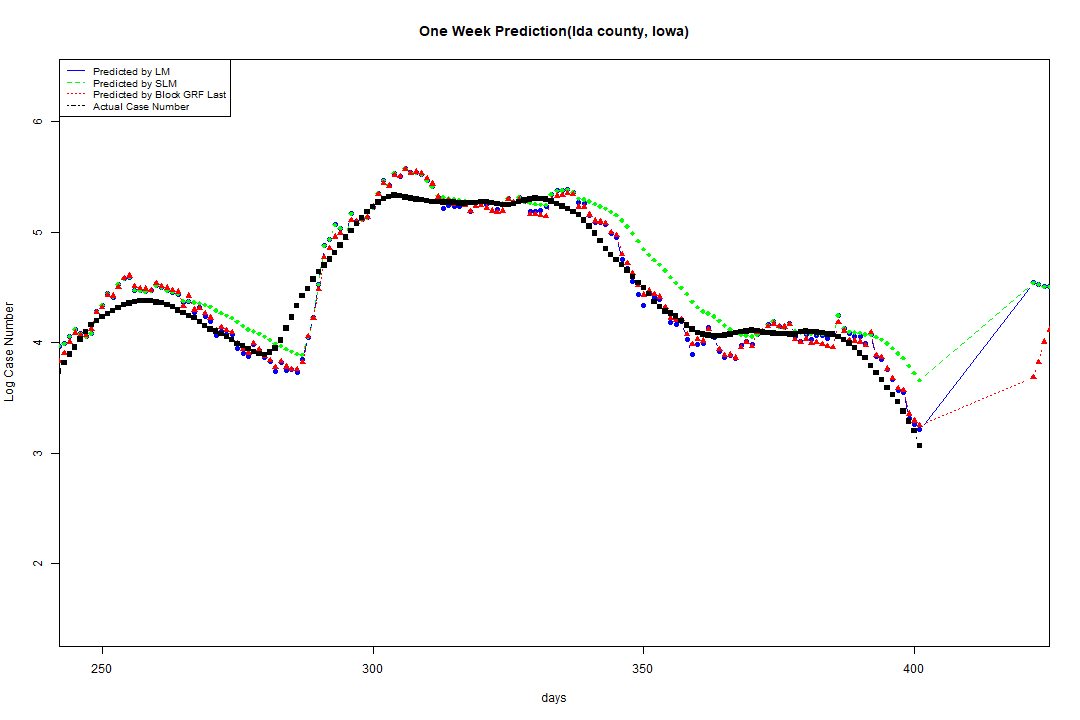 One Week Prediction(Ida county, Iowa)
Predicted by LM
Predicted by SLM
Predicted by Block GRF Last
Actual Case Number
6
5
4
3
2
Log Case Number
250
300
350
400
days